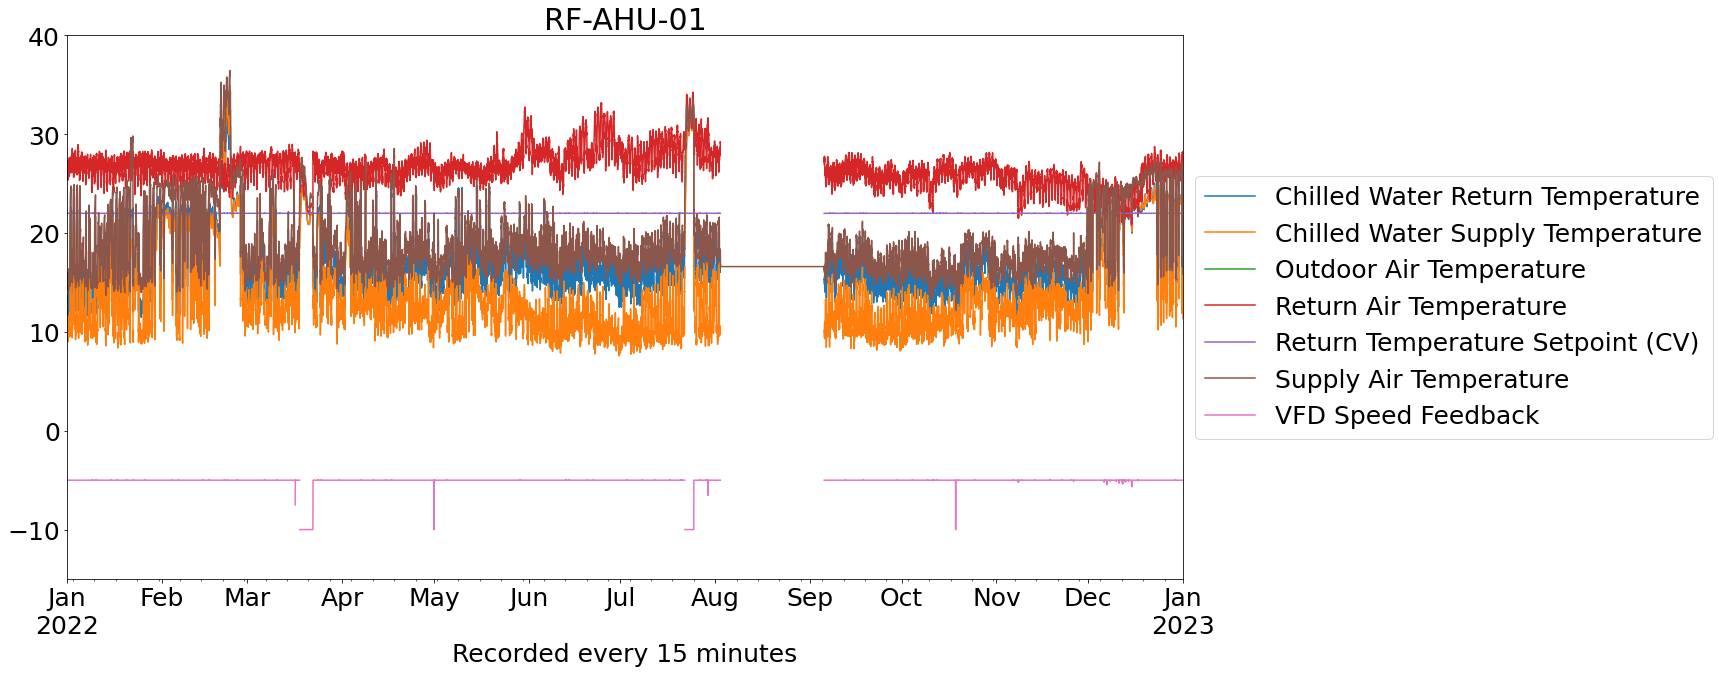 RF-AHU-01
40
30
20
10
0
−10
Jan Feb Mar Apr May Jun Jul Aug Sep Oct Nov Dec Jan
2022 2023
Recorded every 15 minutes
Chilled Water Return Temperature
Chilled Water Supply Temperature
Outdoor Air Temperature
Return Air Temperature
Return Temperature Setpoint (CV)
Supply Air Temperature
VFD Speed Feedback